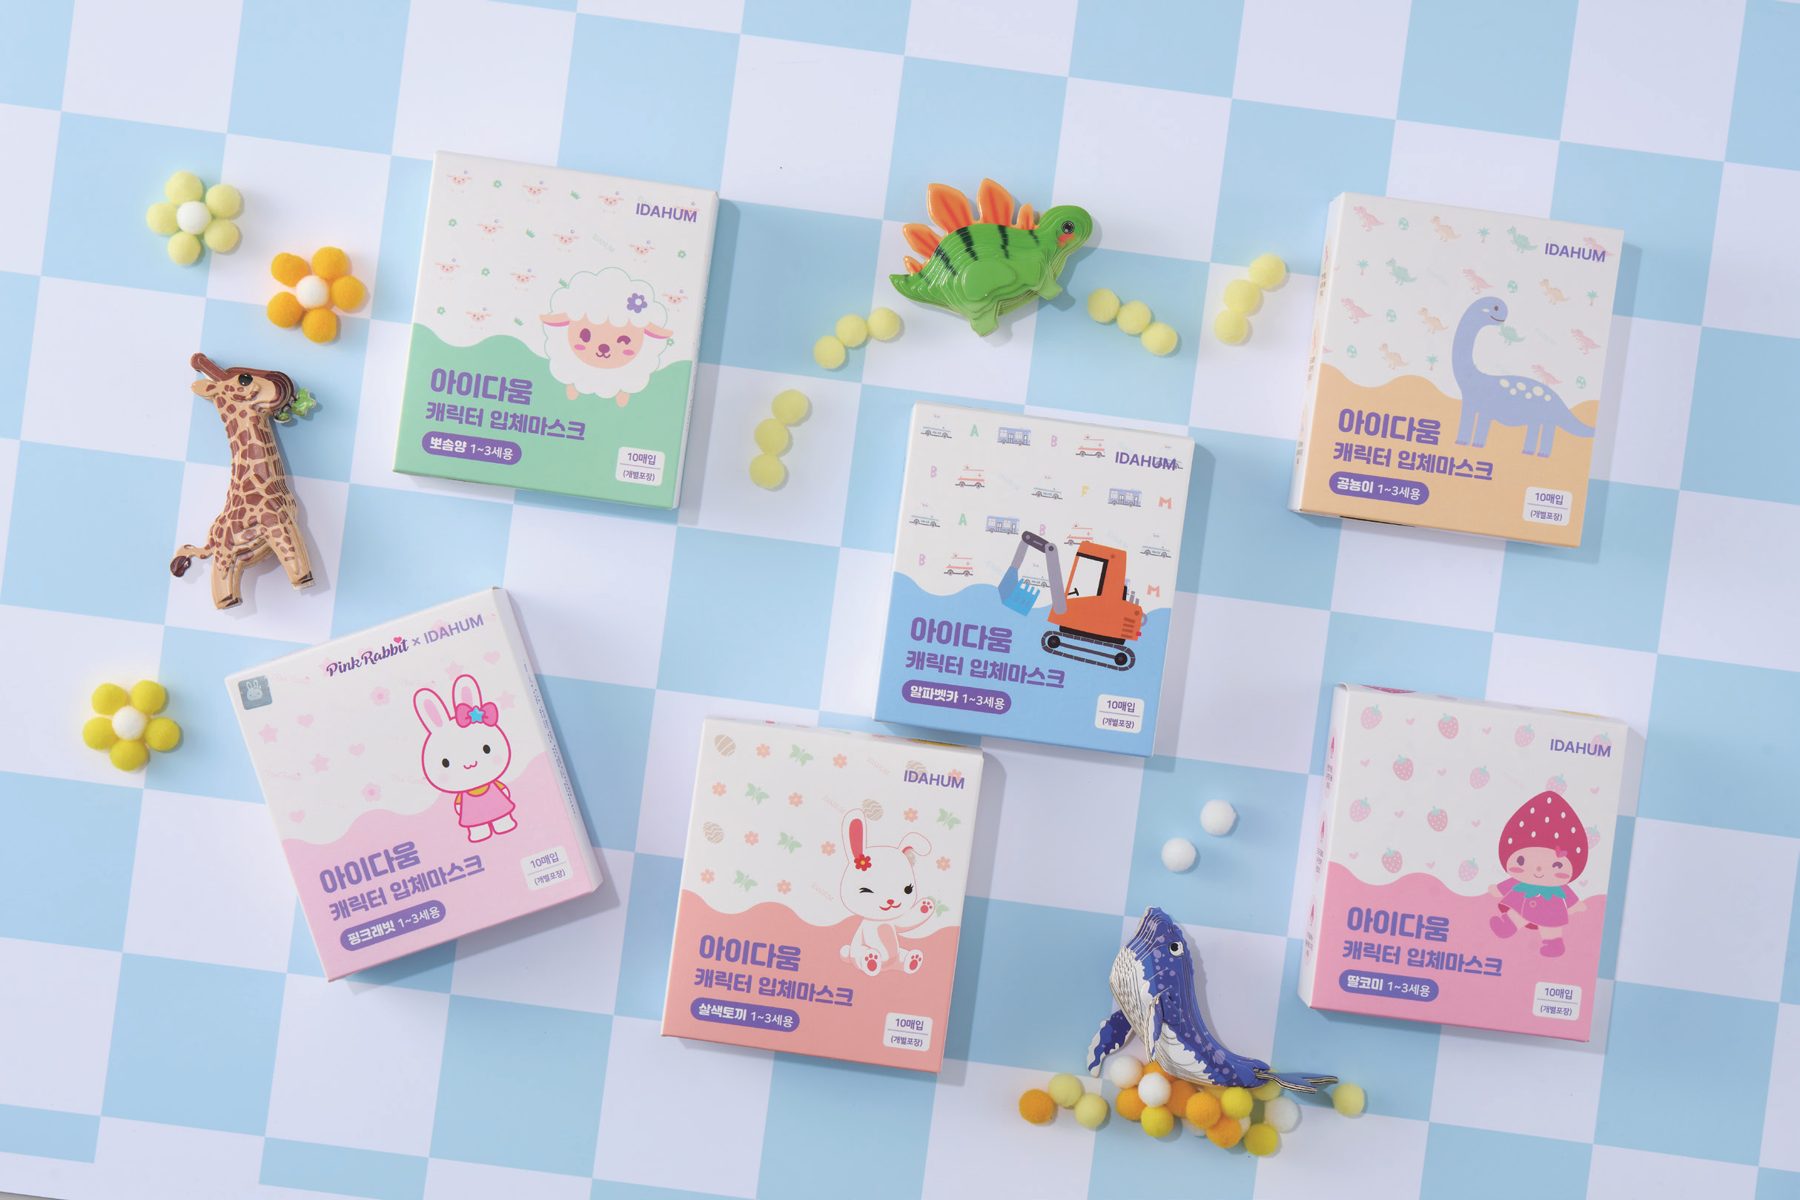 IDAHUM
아이다움
캐릭터 입체마스크
뽀솜양 1~3세용
10매입
(개별포장)
IDAHUM
아이다움
캐릭터 입체마스크
공뇽이 1~3세용
10매입
(개별포장)
A
B
IDAHUM
B
F
M
A
B
B
M
아이다움
캐릭터 입체마스크
알파벳카 1~3세용
10매입
(개별포장)
Pink Rabbit × IDAHUM
아이다움
캐릭터 입체마스크
핑크래빗 1~3세용
10매입
(개별포장)
IDAHUM
아이다움
캐릭터 입체마스크
살색토끼 1~3세용
10매입
(개별포장)
IDAHUM
아이다움
캐릭터 입체마스크
딸코미 1~3세용
10매입
(개별포장)